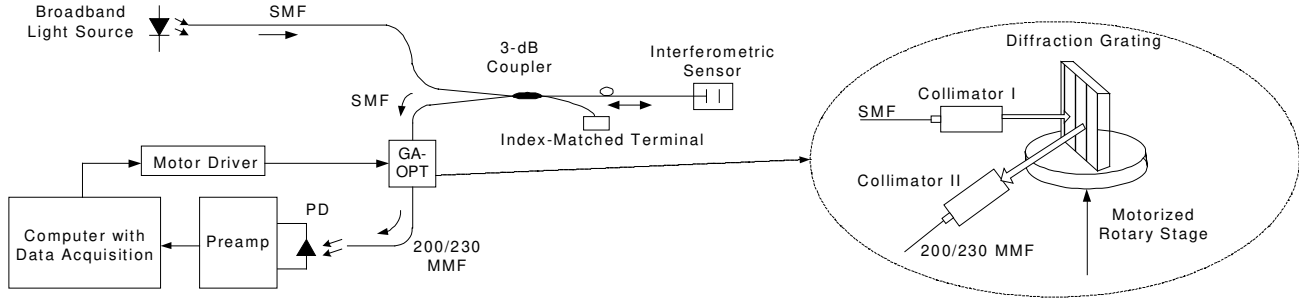 Broadband
Light Source
SMF
3-dB
Coupler
Interferometric
Sensor
SMF
Index-Matched Terminal
Motor Driver
GA-
OPT
PD
Computer with
Data Acquisition
Preamp
200/230
MMF
Diffraction Grating
Collimator I
SMF
Collimator II
Motorized
Rotary Stage
200/230 MMF